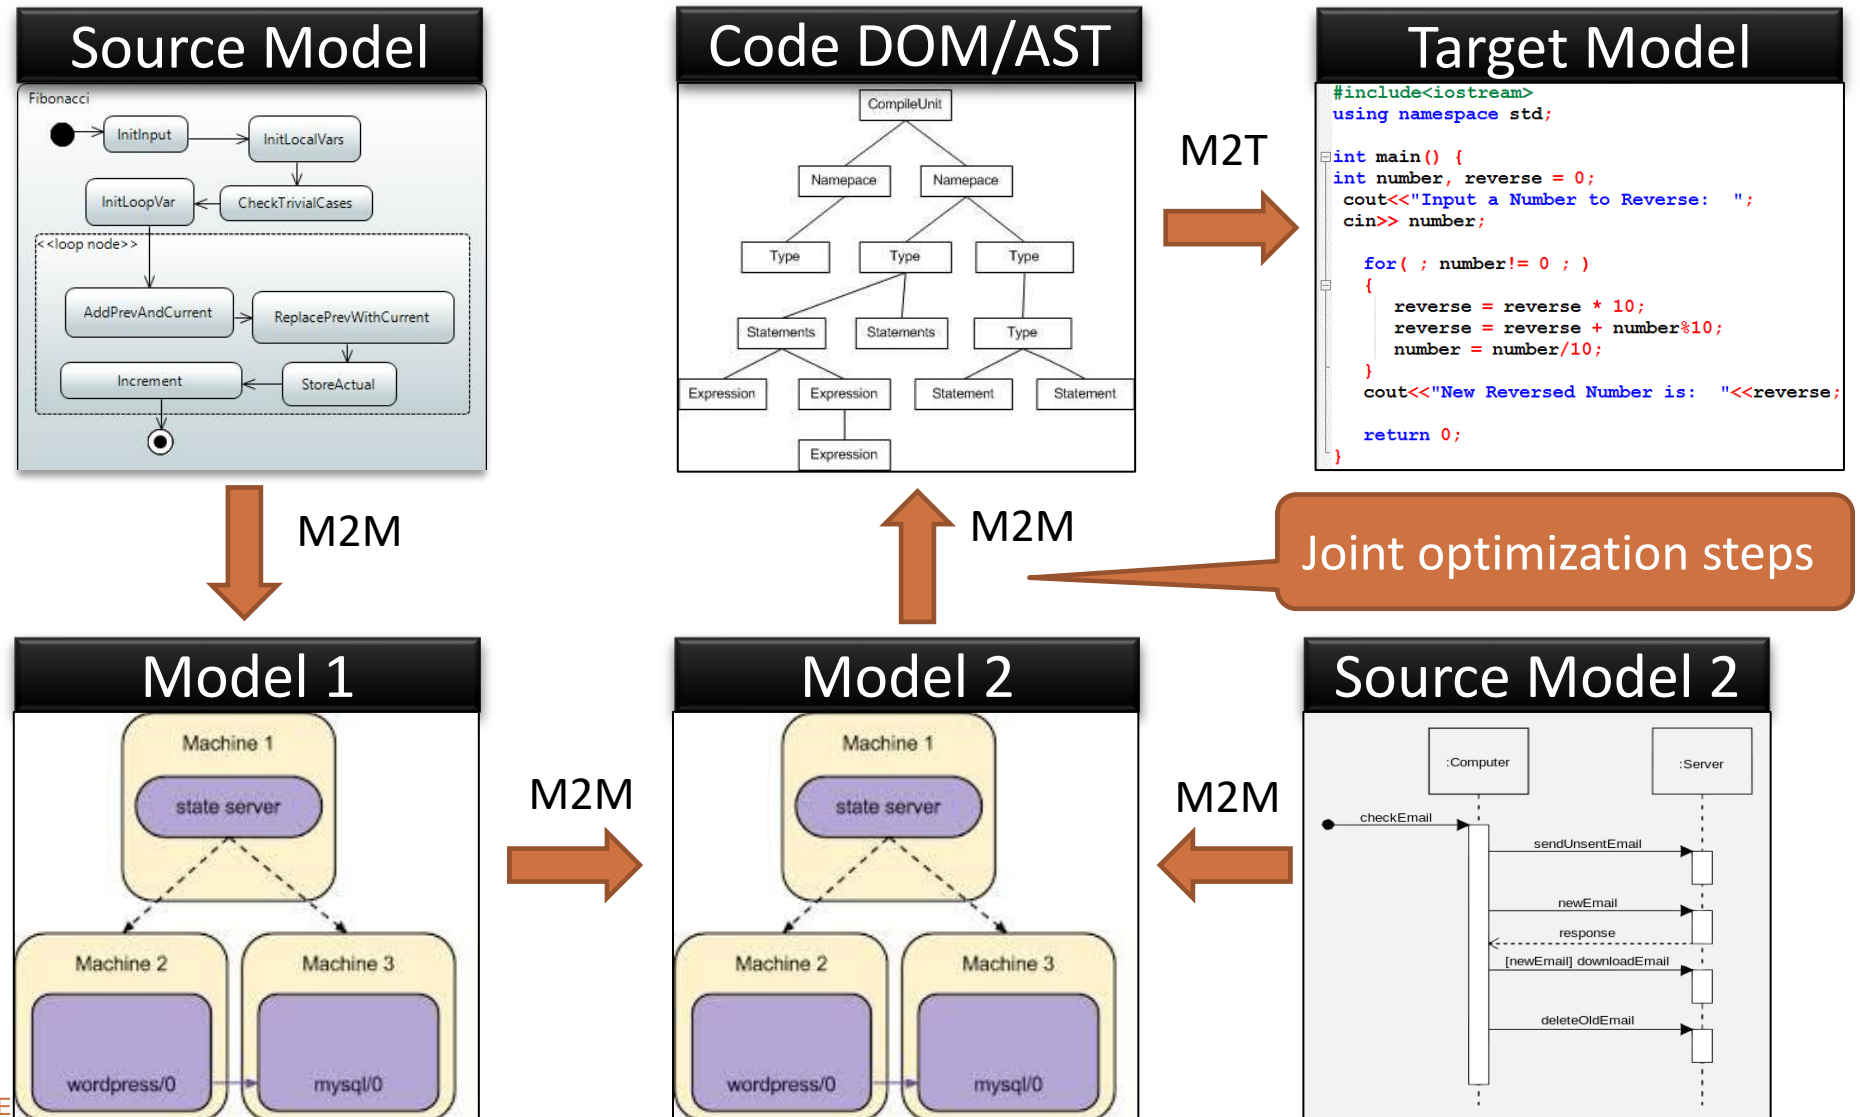 Source Model
Fibonacci
InitInput
InitLocalVars
InitLoopVar
CheckTrivialCases
<<loop node>>
AddPrevAndCurrent
ReplacePrevWithCurrent
Increment
StoreActual
Code DOM/AST
CompileUnit
Namepace
Namepace
Type
Type
Type
Statements
Statements
Type
Expression
Expression
Statement
Statement
Expression
M2T
Target Model
#include<iostream>
using namespace std;
int main() {
int number, reverse = 0;
cout<<"Input a Number to Reverse:  ";
cin>> number;
for( ; number!= 0 ; )
{
reverse = reverse * 10;
reverse = reverse + number%10;
number = number/10;
}
cout<<"New Reversed Number is:  "<<reverse;
return 0;
}
M2M
M2M
Joint optimization steps
Model 1
Machine 1
state server
Machine 2
Machine 3
wordpress/0
mysql/0
M2M
Model 2
Machine 1
state server
Machine 2
Machine 3
wordpress/0
mysql/0
M2M
Source Model 2
:Computer
:Server
checkEmail
sendUnsentEmail
newEmail
response
[newEmail] downloadEmail
deleteOldEmail